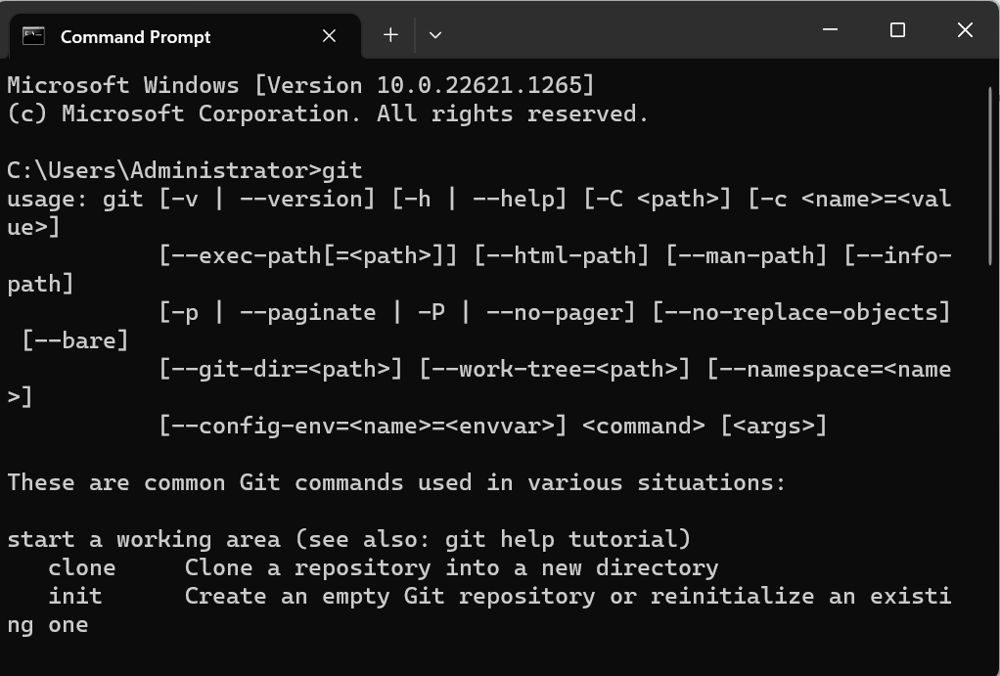 Command Prompt
Microsoft Windows [Version 10.0.22621.1265]
(c) Microsoft Corporation. All rights reserved.
C:\Users\Administrator>git
usage: git [-v | --version] [-h | --help] [-C <path>] [-c <name>=<val
ue>]
[--exec-path[=<path>]] [--html-path] [--man-path] [--info-
path]
[-p | --paginate | -P | --no-pager] [--no-replace-objects]
[--bare]
[--git-dir=<path>] [--work-tree=<path>] [--namespace=<name
>]
[--config-env=<name>=<envvar>] <command> [<args>]
These are common Git commands used in various situations:
start a working area (see also: git help tutorial)
clone     Clone a repository into a new directory
init      Create an empty Git repository or reinitialize an existi
ng one